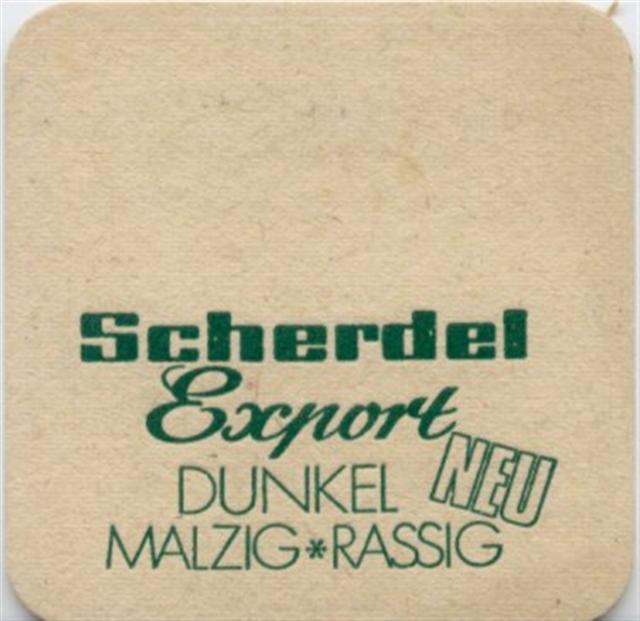 Scherdel
Export
NEU
DUNKEL
MALZIG*RASSIG